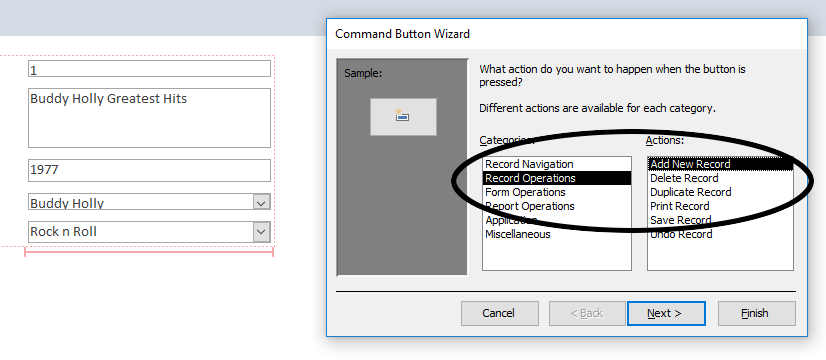 1
Buddy Holly Greatest Hits
1977
Buddy Holly
Rock n Roll
Command Button Wizard
Sample:
What action do you want to happen when the button is
pressed?
Different actions are available for each category.
Categories:
Record Navigation
Record Operations
Form Operations
Report Operations
Application
Miscellaneous
Actions:
Add New Record
Delete Record
Duplicate Record
Print Record
Save Record
Undo Record
Cancel
< Back
Next >
Finish